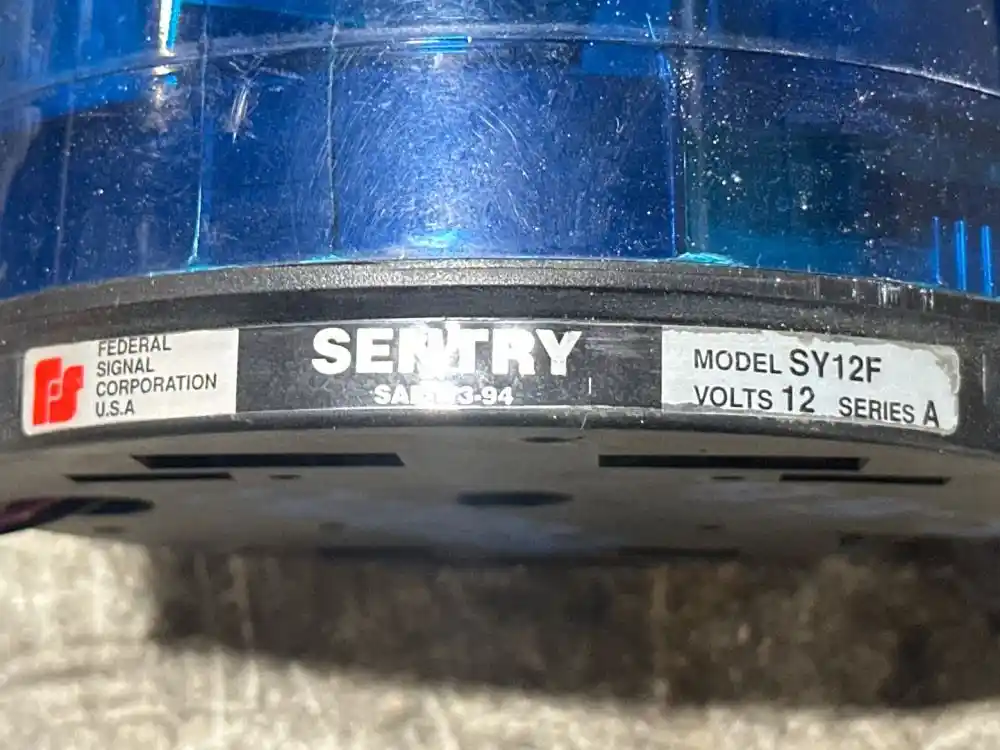 FEDERAL
SIGNAL
CORPORATION
U.S.A
SENTRY
MODEL SY12F
VOLTS 12 SERIES A